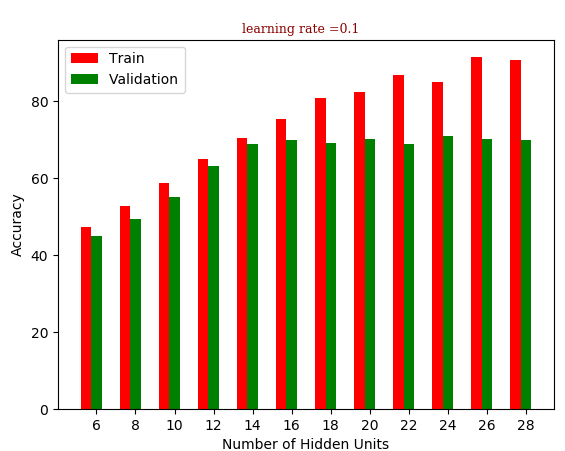 learning rate =0.1
Train
Validation
80
60
40
20
0
Accuracy
6 8 10 12 14 16 18 20 22 24 26 28
Number of Hidden Units